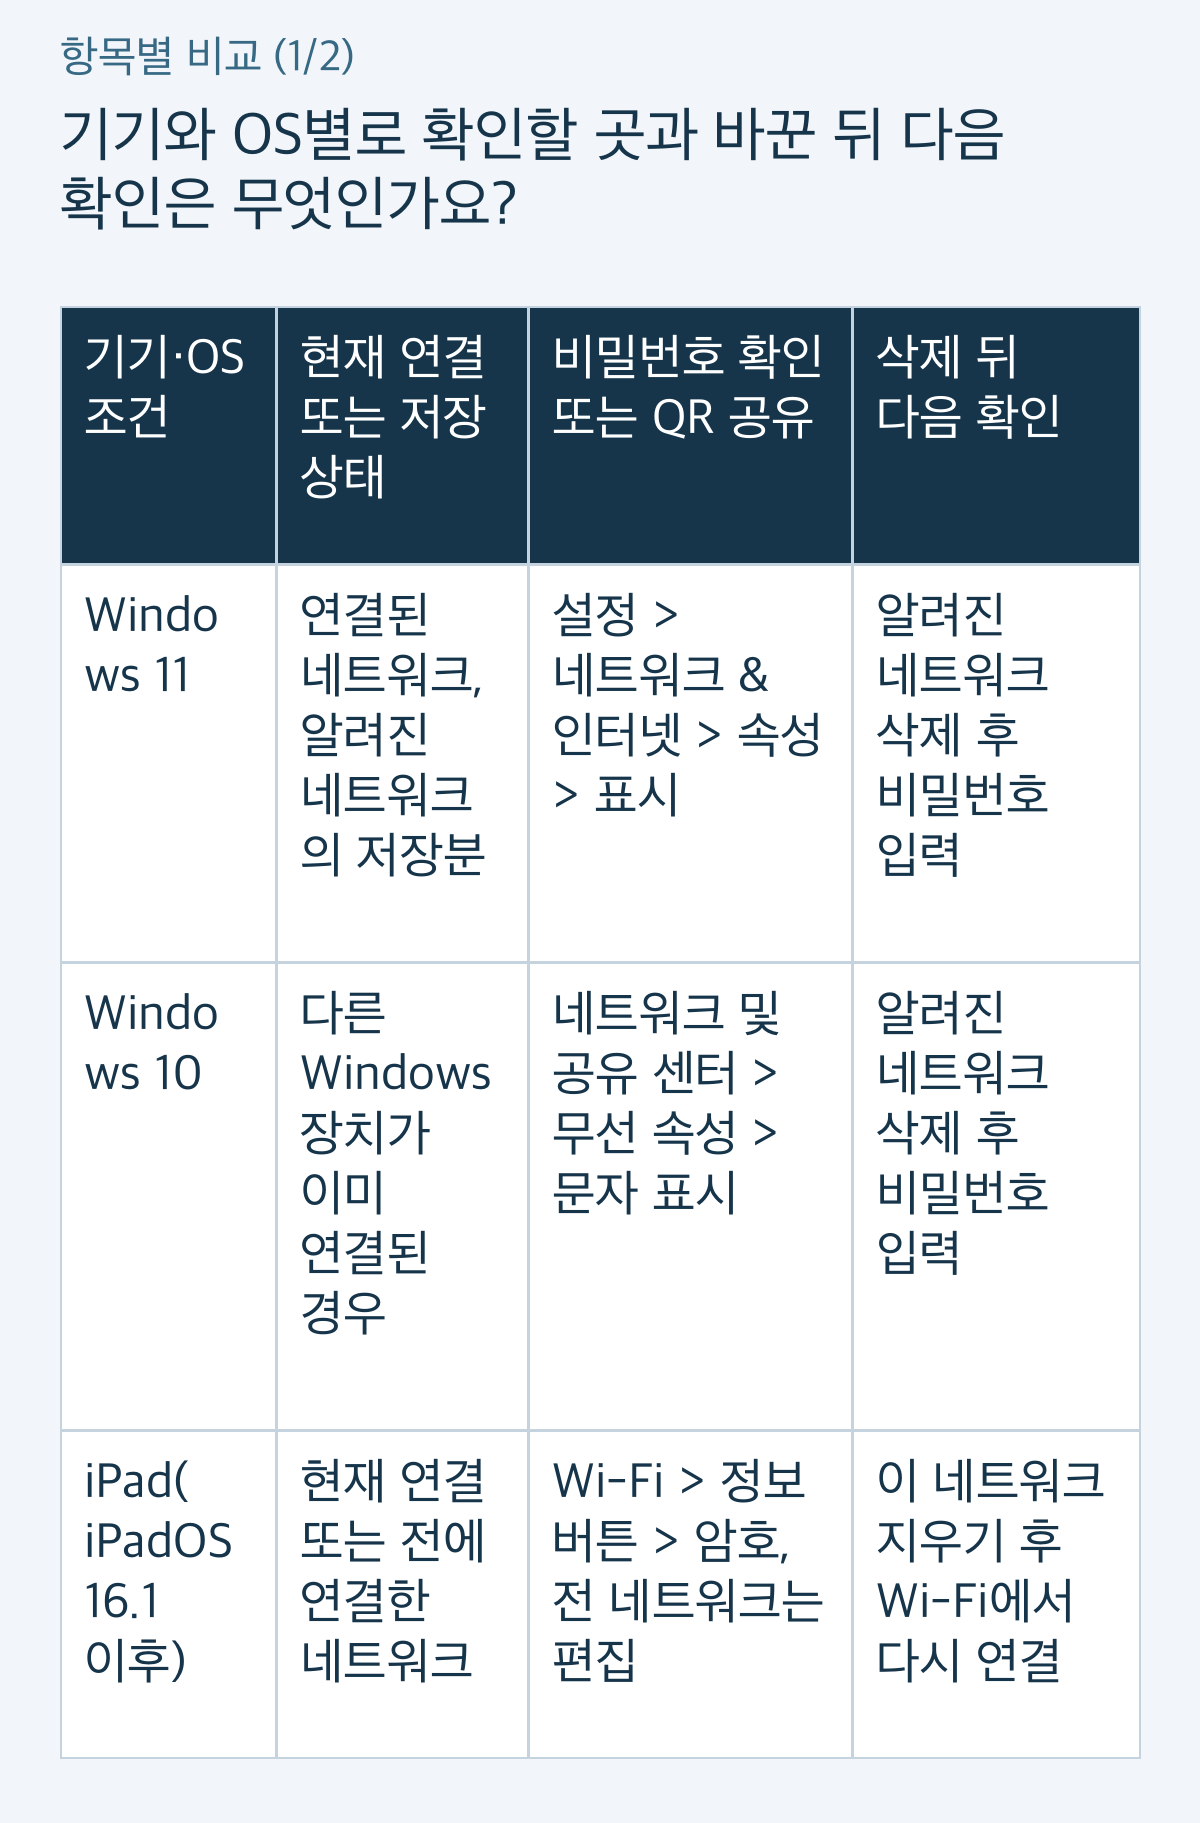 항목별 비교 (1/2)
기기와 OS별로 확인할 곳과 바꾼 뒤 다음
확인은 무엇인가요?
기기·OS
조건
현재 연결
또는 저장
상태
비밀번호 확인
또는 QR 공유
삭제 뒤
다음 확인
Windo
ws 11
연결된
네트워크,
알려진
네트워크
의 저장분
설정 >
네트워크 &
인터넷 > 속성
> 표시
알려진
네트워크
삭제 후
비밀번호
입력
Windo
ws 10
다른
Windows
장치가
이미
연결된
경우
네트워크 및
공유 센터 >
무선 속성 >
문자 표시
알려진
네트워크
삭제 후
비밀번호
입력
iPad(
iPadOS
16.1
이후)
현재 연결
또는 전에
연결한
네트워크
Wi-Fi > 정보
버튼 > 암호,
전 네트워크는
편집
이 네트워크
지우기 후
Wi-Fi에서
다시 연결